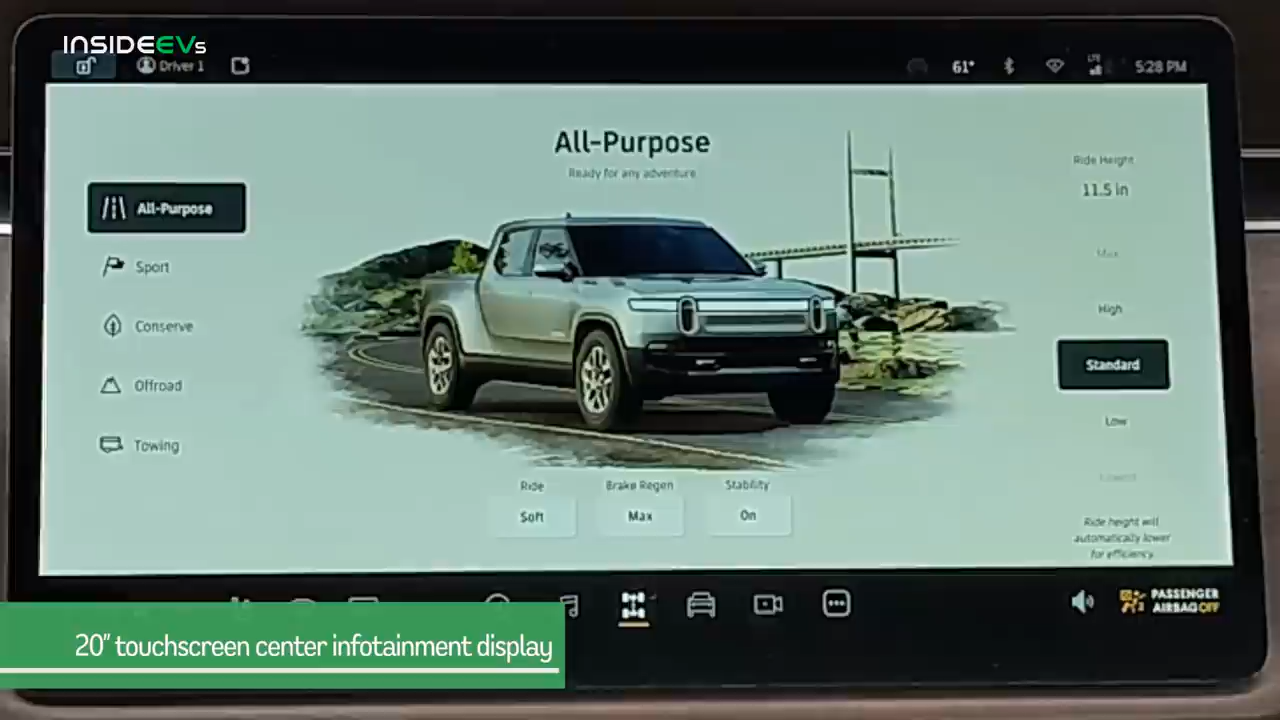 INSIDEEVs
Driver 1
61°
LTE
5:28 PM
All-Purpose
Ready for any adventure
All-Purpose
Sport
Conserve
Offroad
Towing
Ride Height
11.5 in
Max
High
Standard
Low
Lowest
Ride height will
automatically lower
for efficiency.
Ride
Soft
Brake Regen
Max
Stability
On
PASSENGER
AIRBAG OFF
20" touchscreen center infotainment display